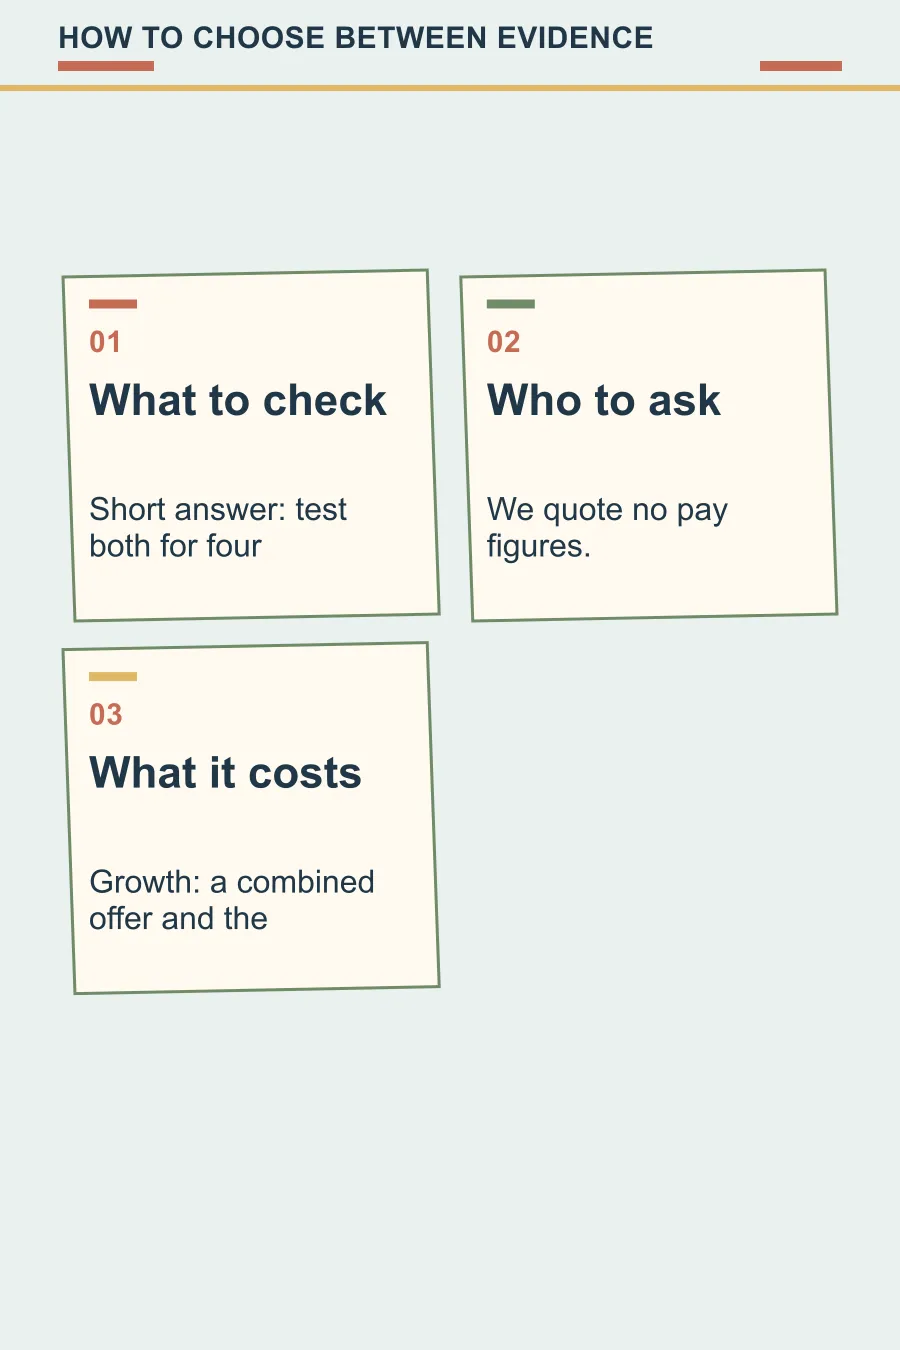 HOW TO CHOOSE BETWEEN EVIDENCE
01
What to check
Short answer: test
both for four
02
Who to ask
We quote no pay
figures.
03
What it costs
Growth: a combined
offer and the